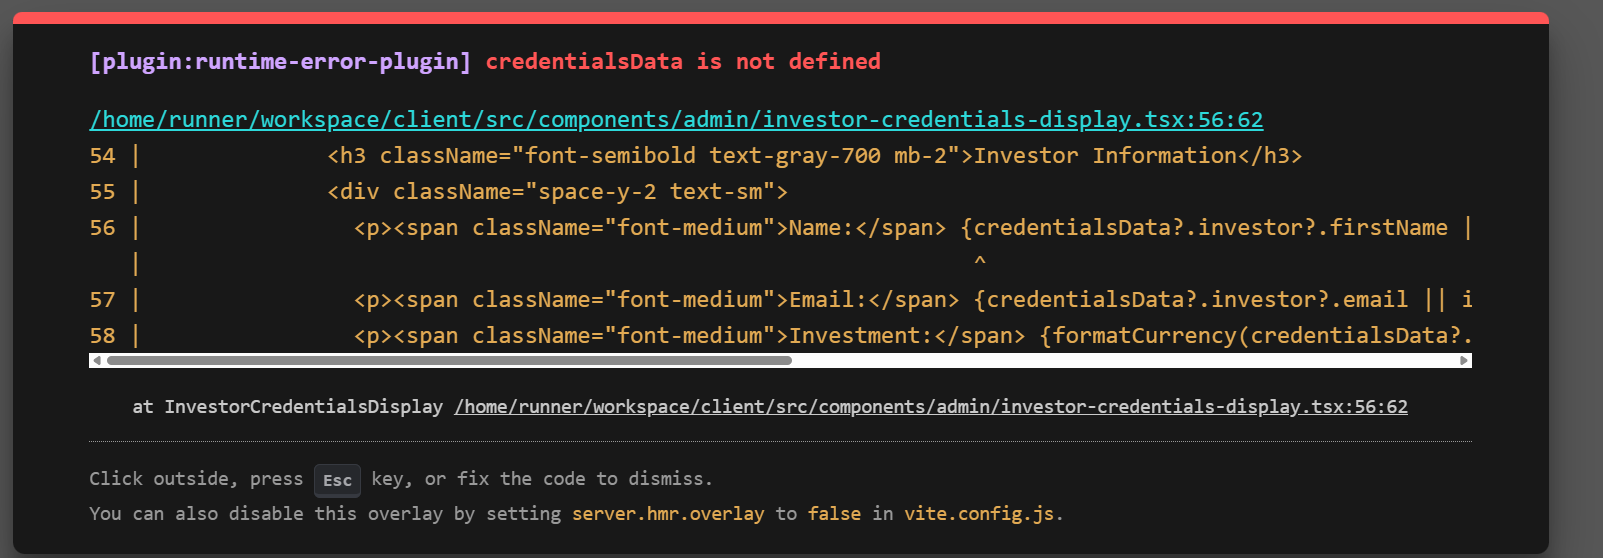 [plugin:runtime-error-plugin] credentialsData is not defined
/home/runner/workspace/client/src/components/admin/investor-credentials-display.tsx:56:62
54 |              <h3 className="font-semibold text-gray-700 mb-2">Investor Information</h3>
55 |              <div className="space-y-2 text-sm">
56 |                <p><span className="font-medium">Name:</span> {credentialsData?.investor?.firstName |
   |                                                               ^
57 |                <p><span className="font-medium">Email:</span> {credentialsData?.investor?.email || i
58 |                <p><span className="font-medium">Investment:</span> {formatCurrency(credentialsData?.
at InvestorCredentialsDisplay /home/runner/workspace/client/src/components/admin/investor-credentials-display.tsx:56:62
Click outside, press Esc key, or fix the code to dismiss.
You can also disable this overlay by setting server.hmr.overlay to false in vite.config.js.